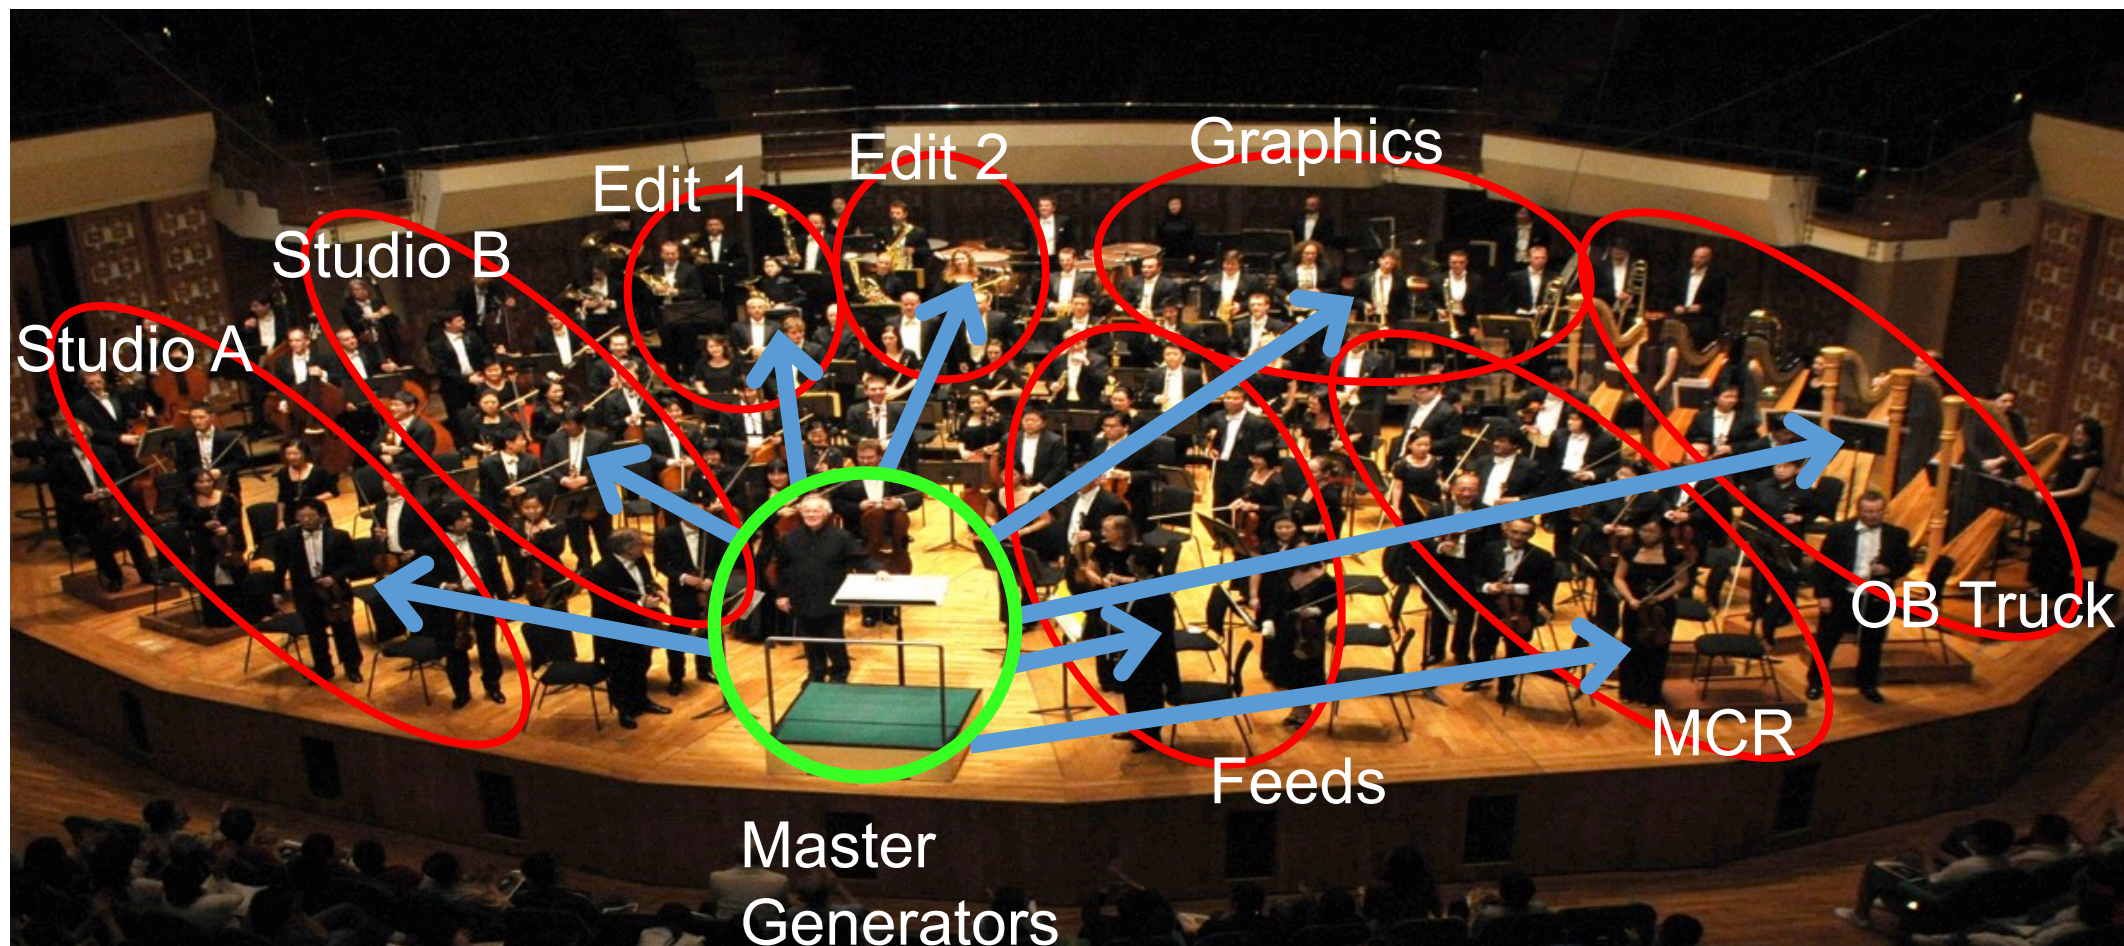 Studio A
Studio B
Edit 1
Edit 2
Graphics
OB Truck
MCR
Feeds
Master
Generators